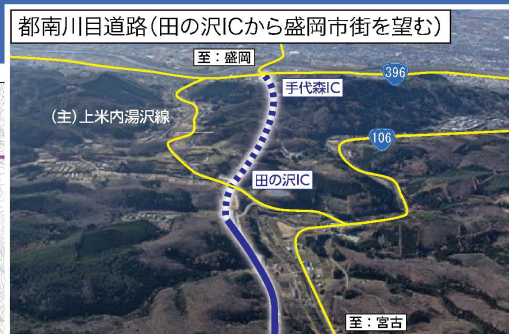 都南川目道路(田の沢ICから盛岡市街を望む)
至：盛岡
手代森IC
396
(主)上米内湯沢線
106
田の沢IC
至：宮古